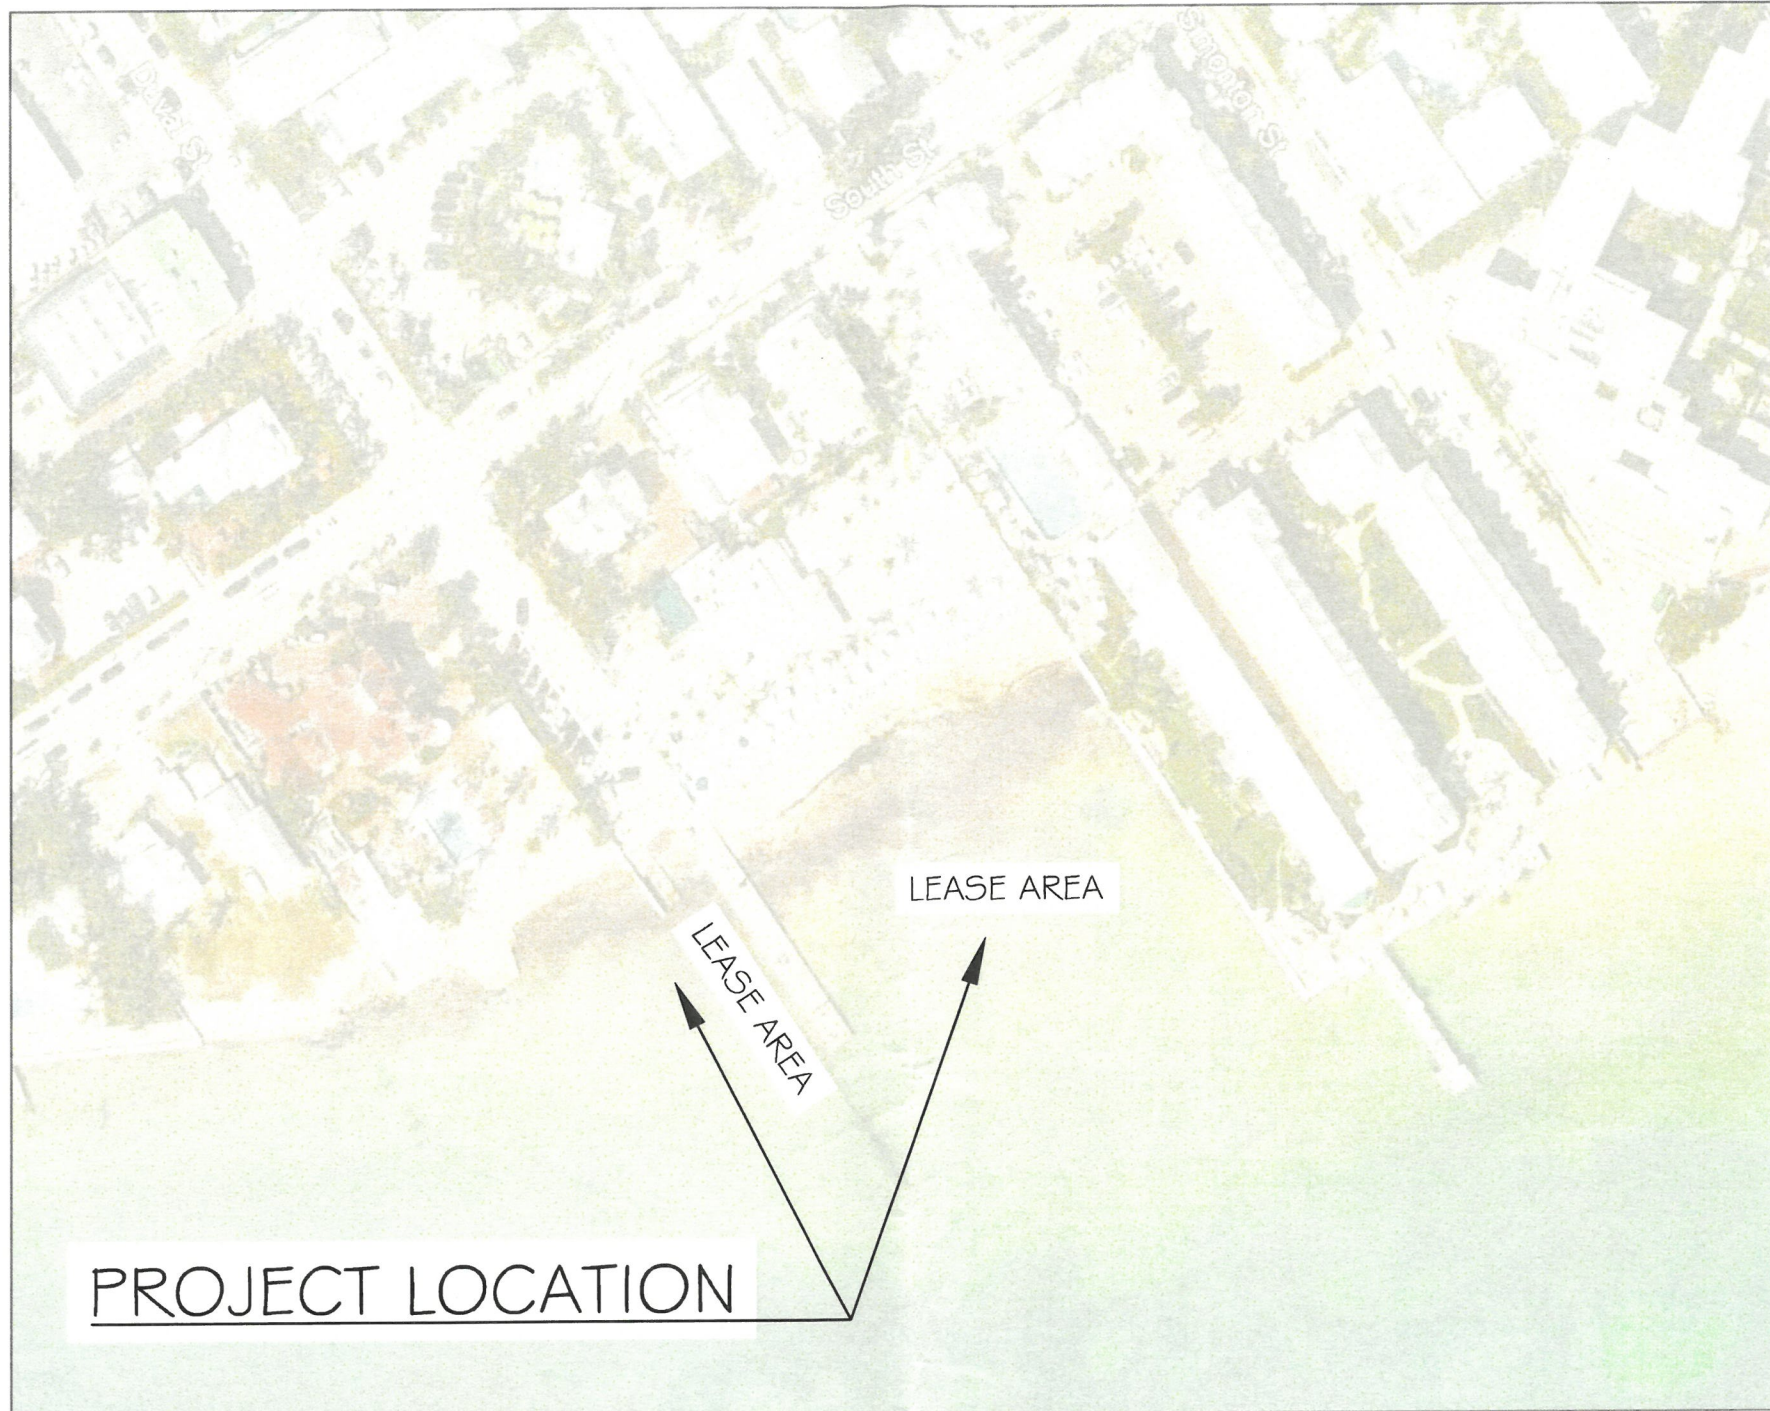 Duval St
Simonton St
South St
LEASE AREA
LEASE AREA
PROJECT LOCATION